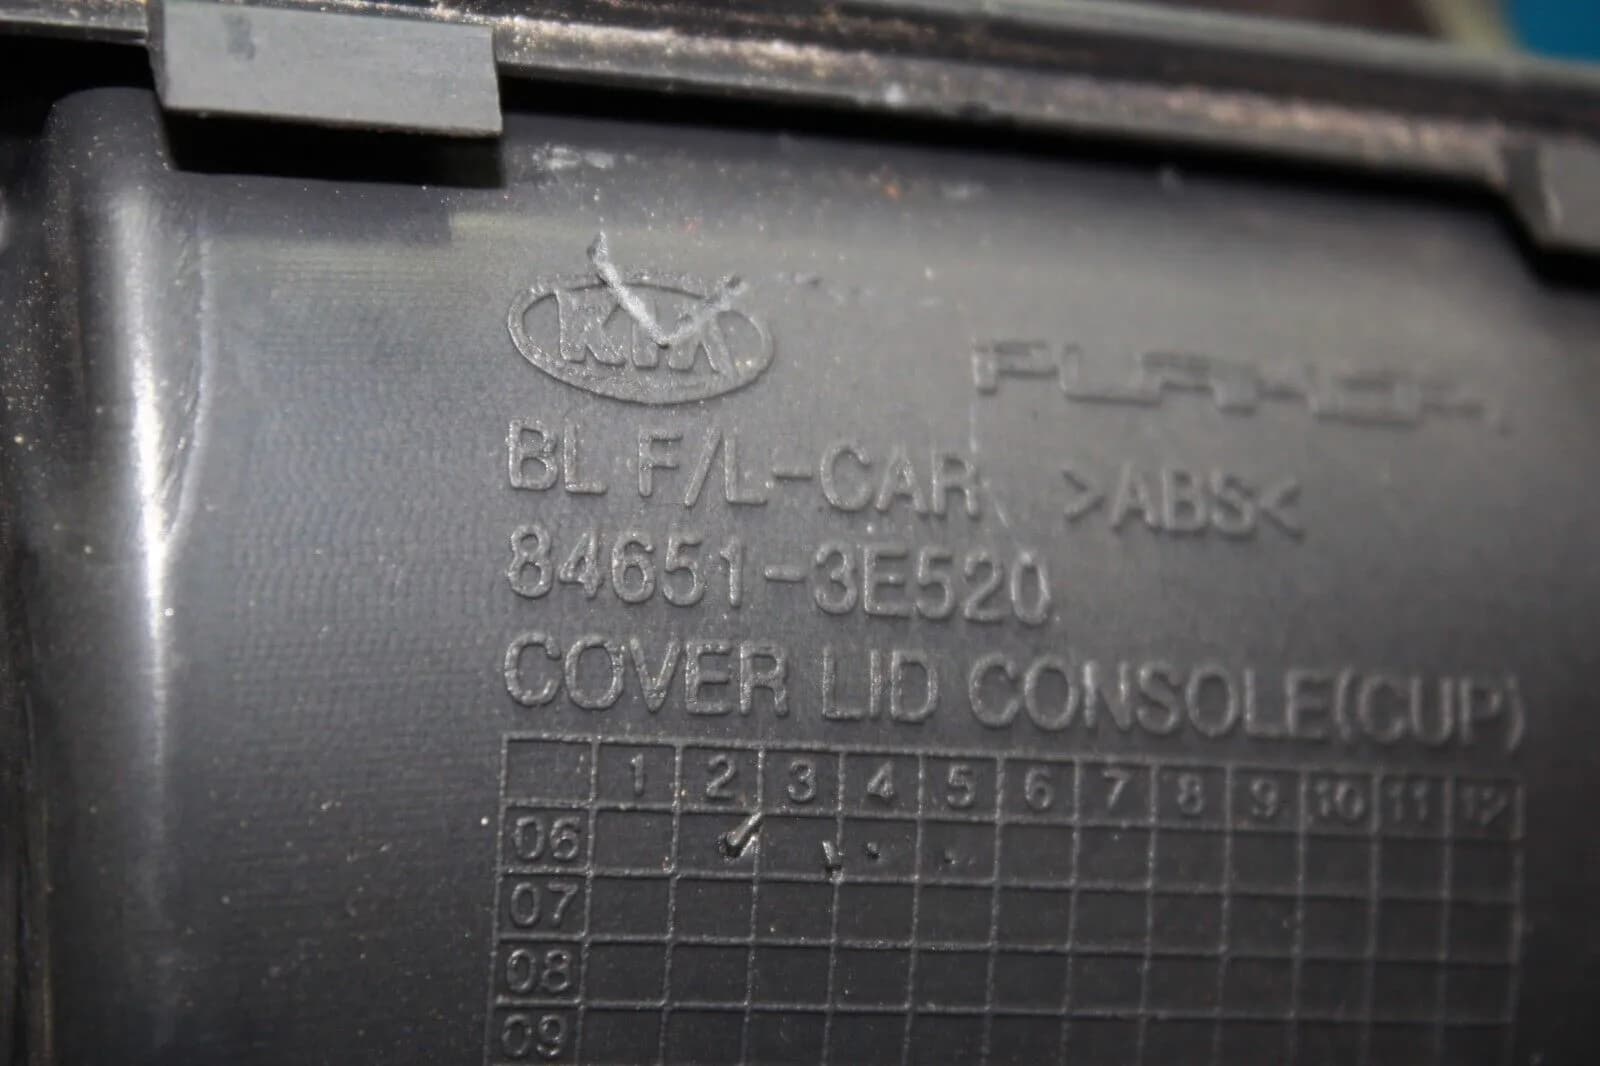 KIA
BL F/L-CAR >ABS<
84651-3E520
COVER LID CONSOLE(CUP)
1 2 3 4 5 6 7 8 9 10 11 12
06
07
08
09